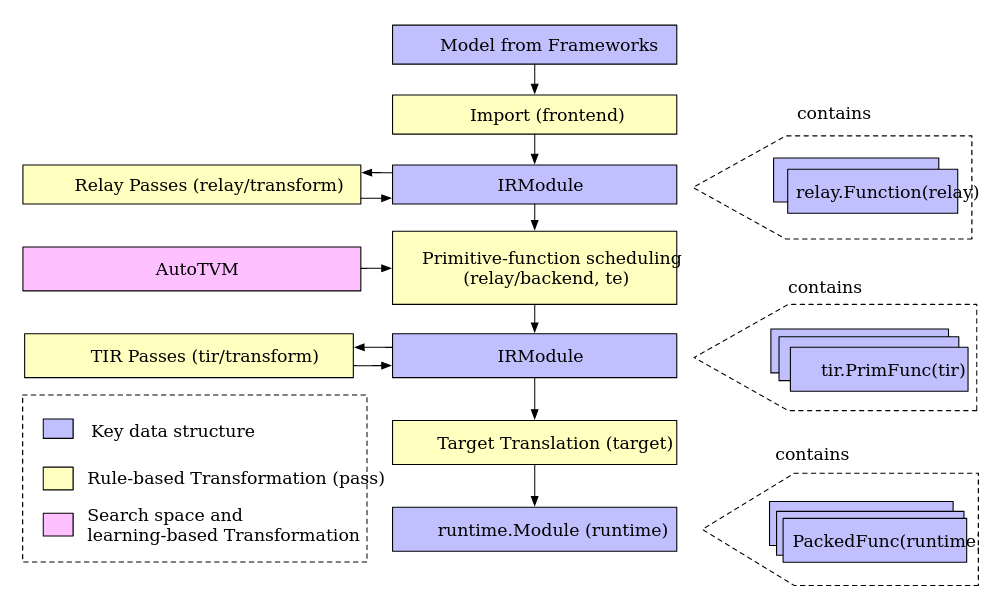 Model from Frameworks
Import (frontend)
contains
Relay Passes (relay/transform)
IRModule
relay.Function(relay)
AutoTVM
Primitive-function scheduling
(relay/backend, te)
contains
TIR Passes (tir/transform)
IRModule
tir.PrimFunc(tir)
Key data structure
Rule-based Transformation (pass)
Search space and
learning-based Transformation
Target Translation (target)
contains
runtime.Module (runtime)
PackedFunc(runtime